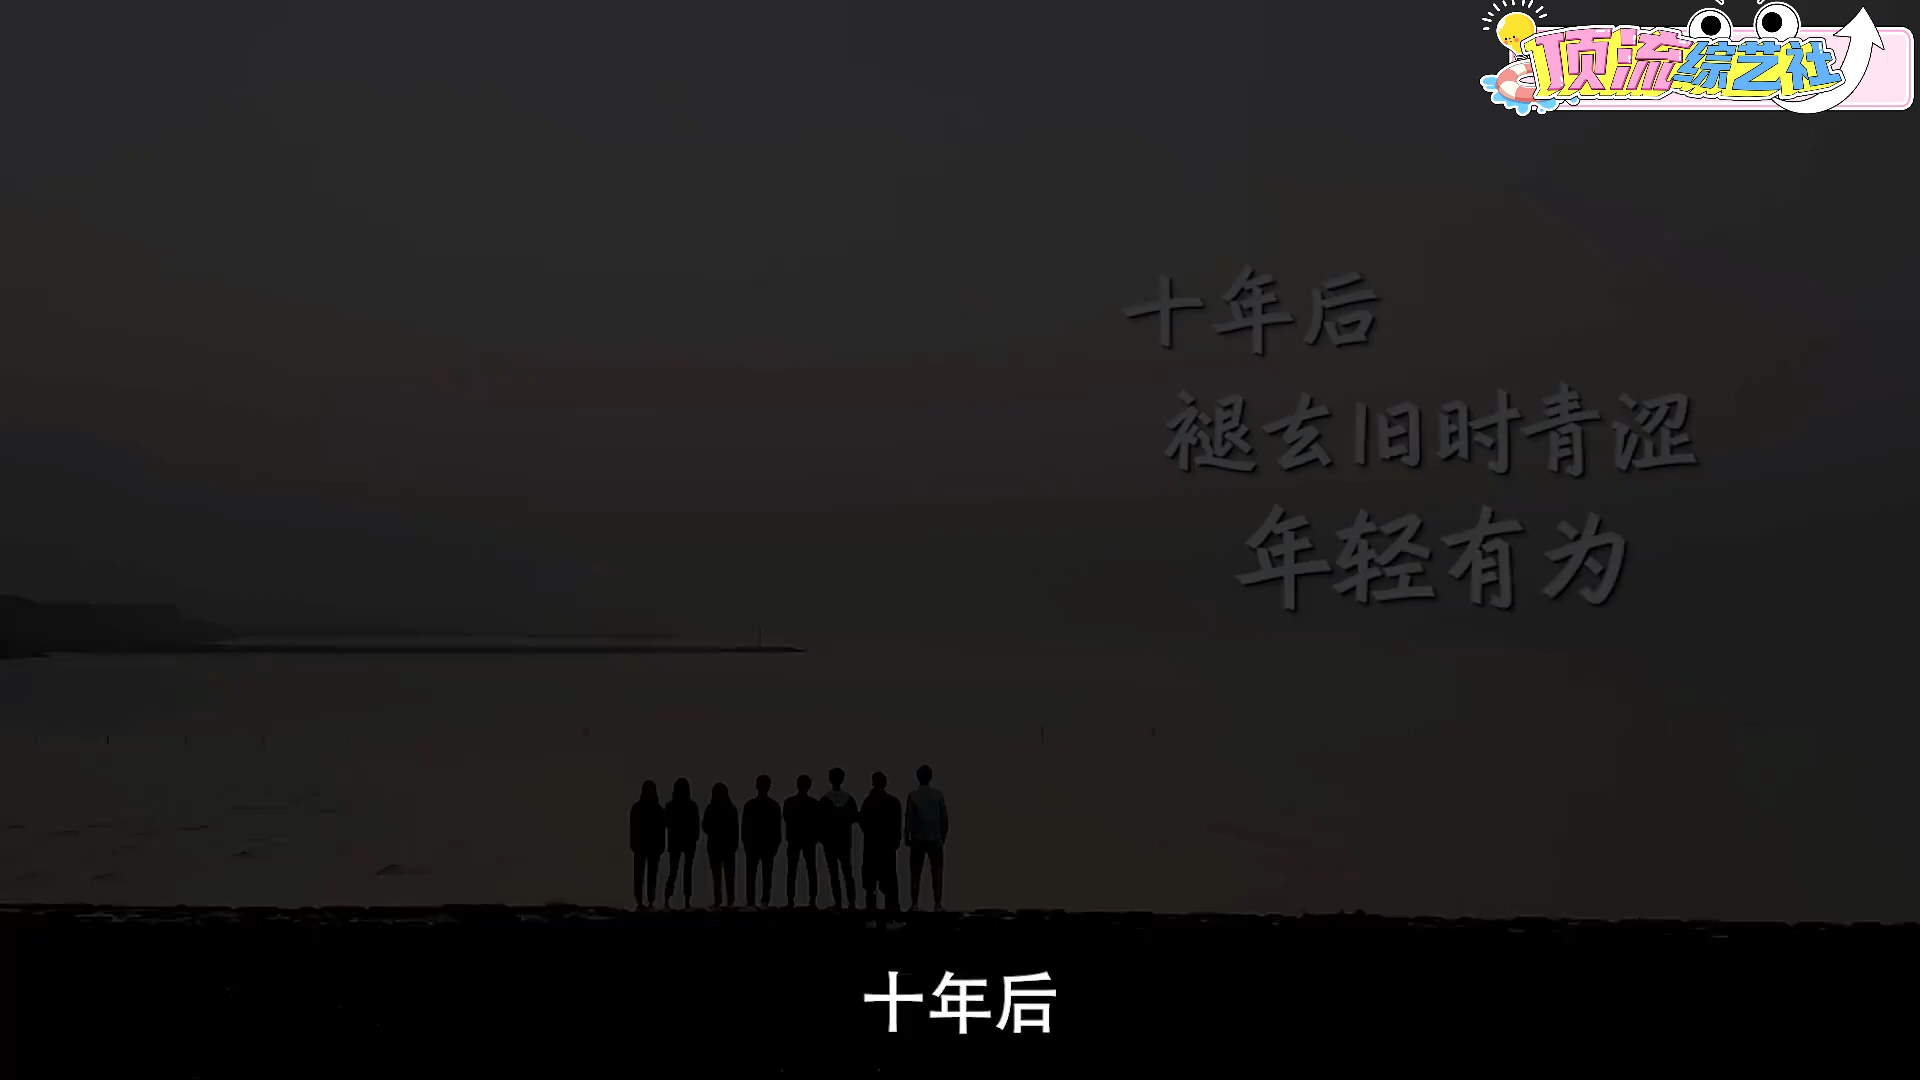 顶流综艺社
十年后
褪去旧时青涩
年轻有为
十年后